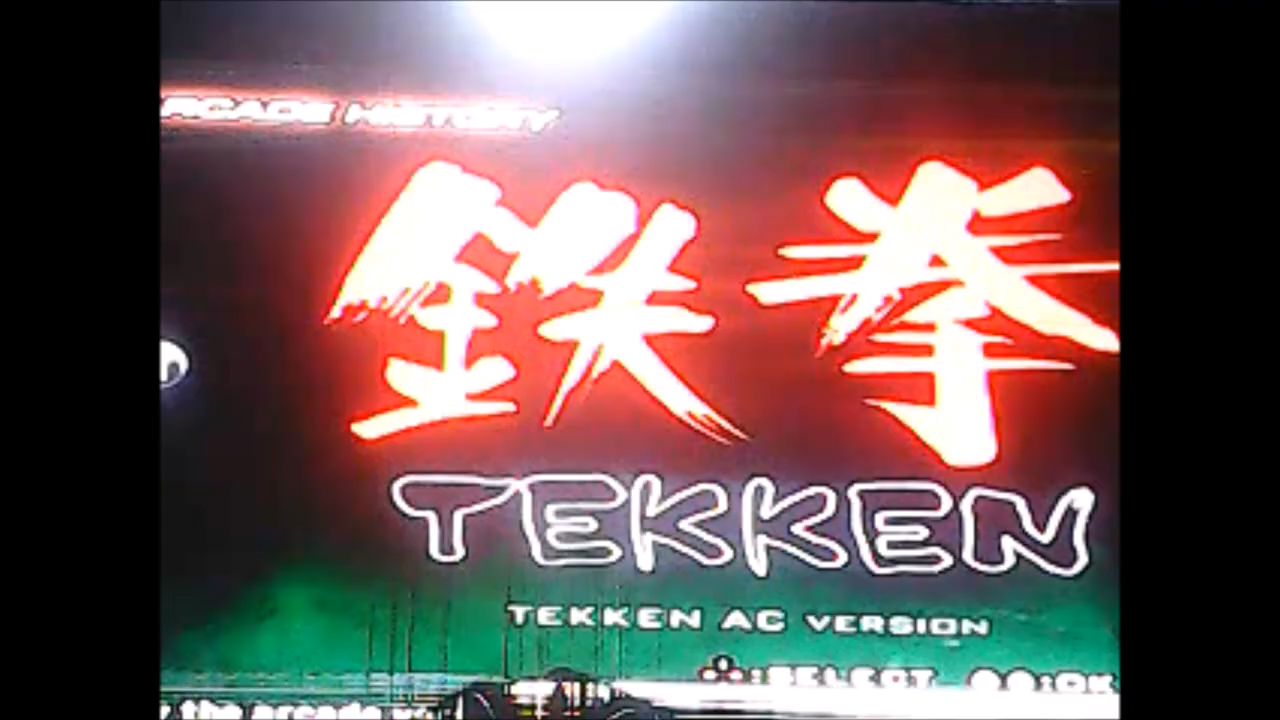 ARCADE HISTORY
鉄拳
TEKKEN
TEKKEN AC VERSION
:SELECT :OK
the arcade